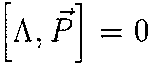 [Λ, P⃗] = 0